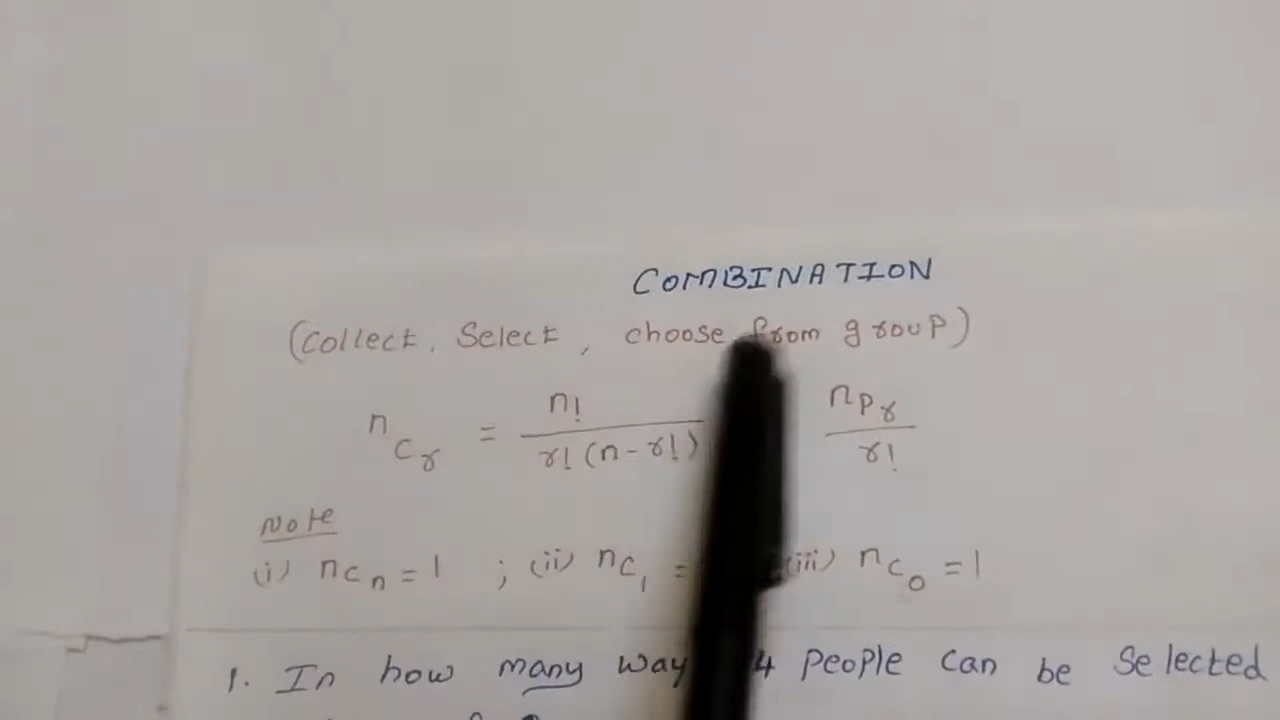 COMBINATION
(Collect, Select, choose from group)
nCr = n! / r!(n-r!) nPr / r!
Note
(i) nCn = 1 ; (ii) nC1 = (iii) nC0 = 1
1. In how many way 4 people can be Selected